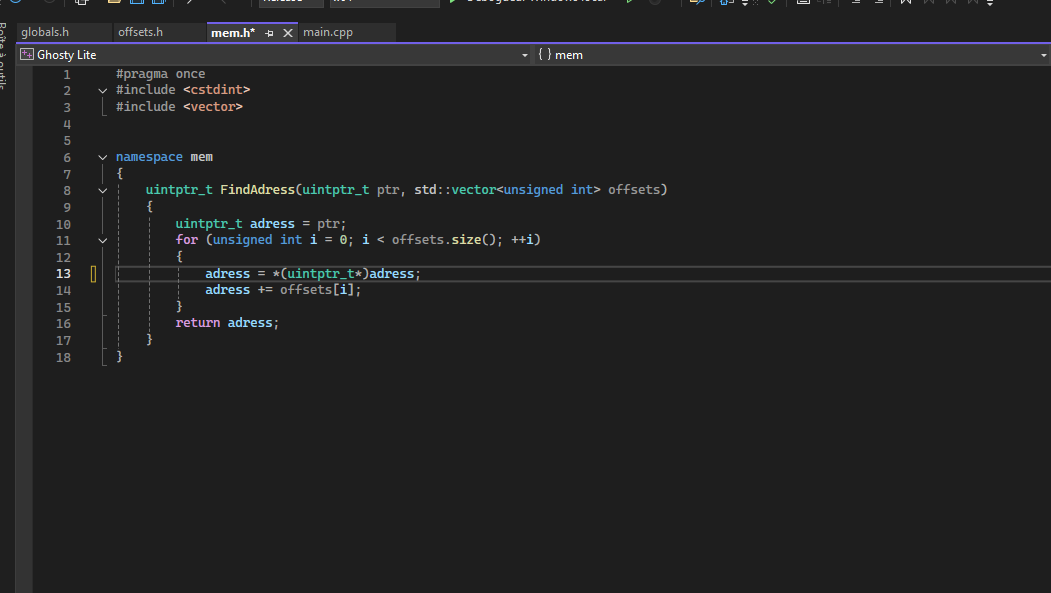 globals.h offsets.h mem.h* main.cpp
Ghosty Lite { } mem
1 #pragma once
2 #include <cstdint>
3 #include <vector>
4
5
6 namespace mem
7 {
8 uintptr_t FindAdress(uintptr_t ptr, std::vector<unsigned int> offsets)
9 {
10 uintptr_t adress = ptr;
11 for (unsigned int i = 0; i < offsets.size(); ++i)
12 {
13 adress = *(uintptr_t*)adress;
14 adress += offsets[i];
15 }
16 return adress;
17 }
18 }